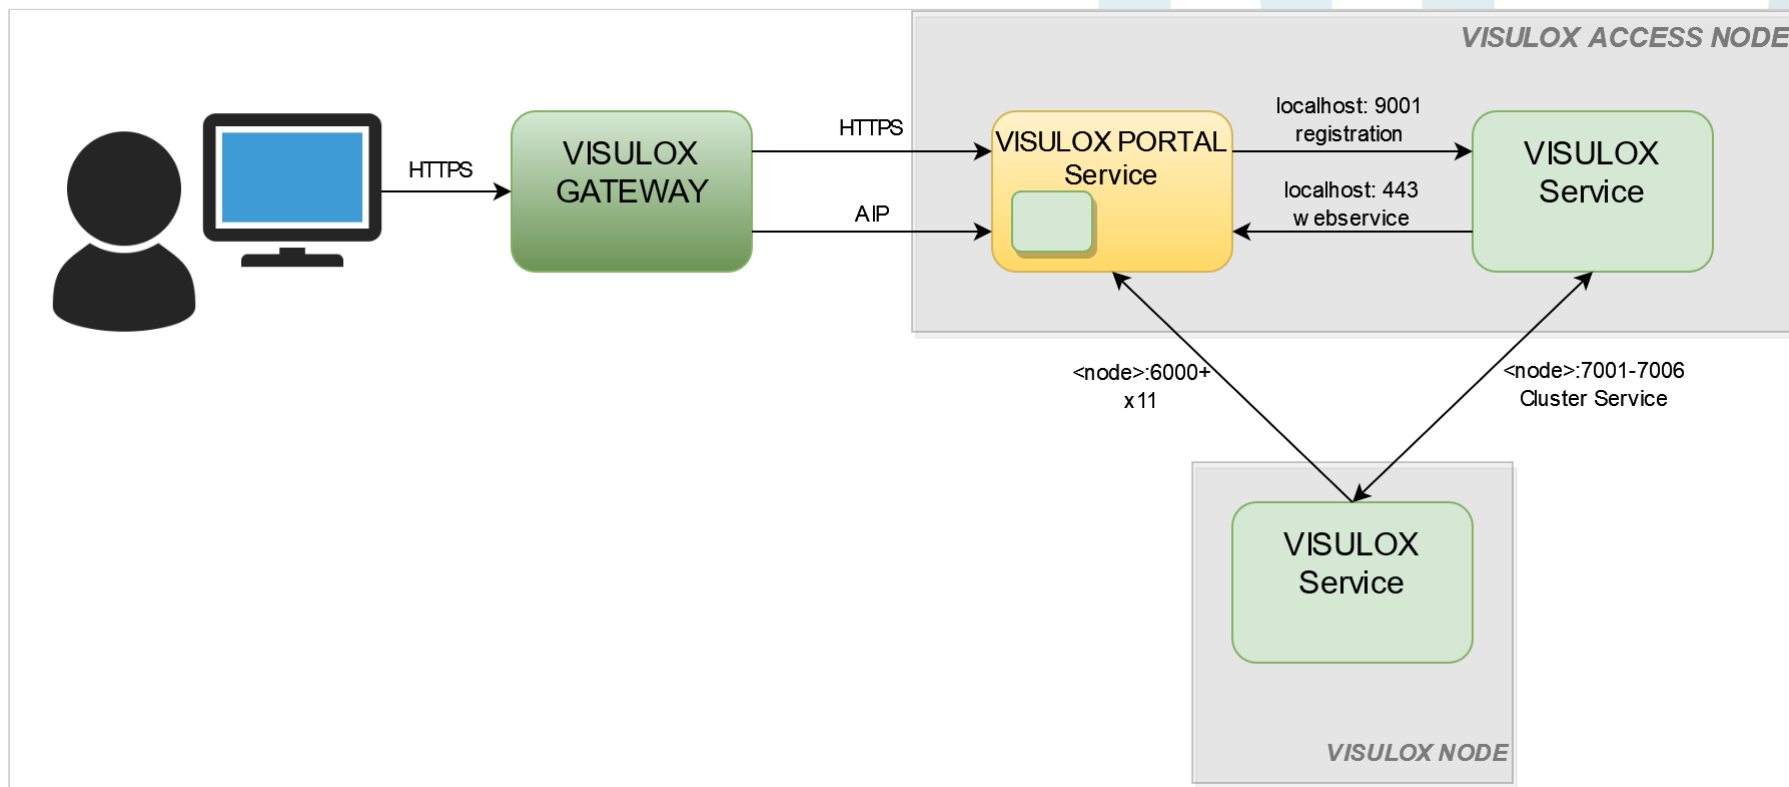 VISULOX ACCESS NODE
HTTPS
VISULOX
GATEWAY
HTTPS
AIP
VISULOX PORTAL
Service
localhost: 9001
registration
localhost: 443
webservice
VISULOX
Service
<node>:6000+
x11
<node>:7001-7006
Cluster Service
VISULOX
Service
VISULOX NODE